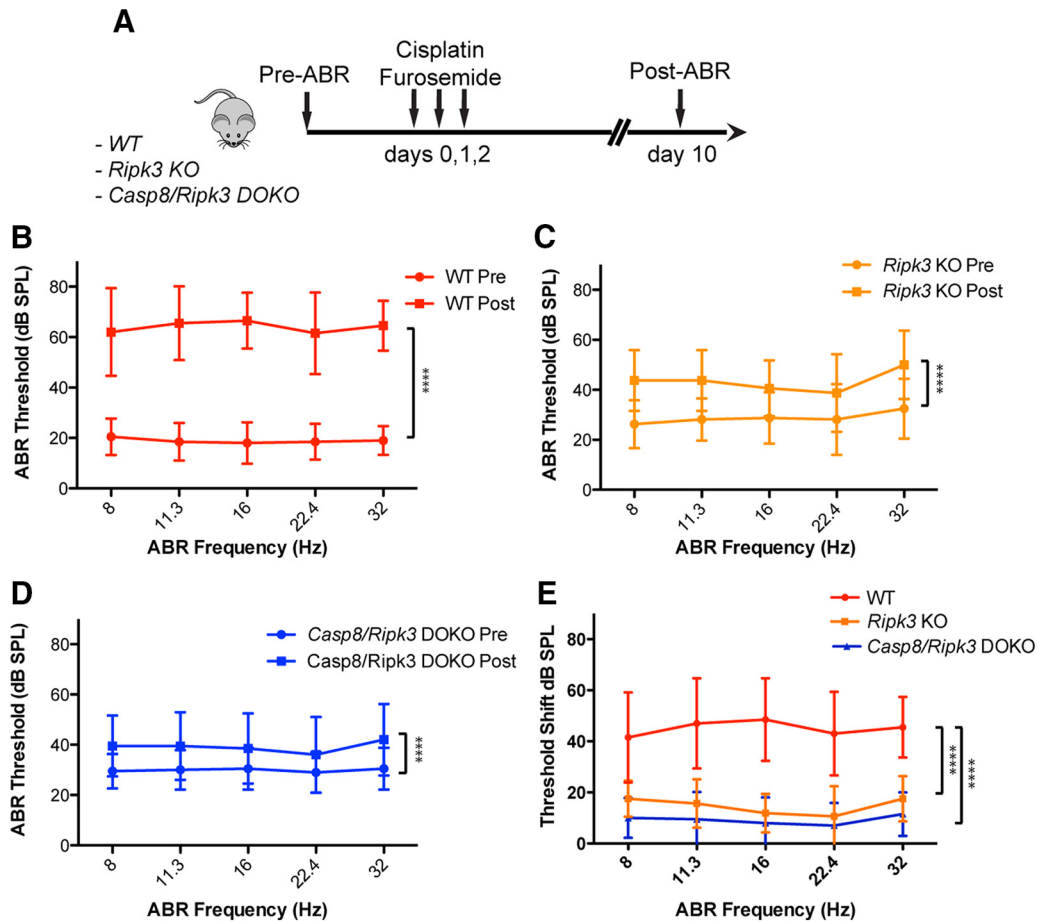 A
Cisplatin
Pre-ABR Furosemide Post-ABR
days 0,1,2 day 10
- WT
- Ripk3 KO
- Casp8/Ripk3 DOKO
B
ABR Threshold (dB SPL)
80
60
40
20
0
8 11.3 16 22.4 32
ABR Frequency (Hz)
WT Pre
WT Post
****
C
ABR Threshold (dB SPL)
80
60
40
20
0
8 11.3 16 22.4 32
ABR Frequency (Hz)
Ripk3 KO Pre
Ripk3 KO Post
****
D
ABR Threshold (dB SPL)
80
60
40
20
0
8 11.3 16 22.4 32
ABR Frequency (Hz)
Casp8/Ripk3 DOKO Pre
Casp8/Ripk3 DOKO Post
****
E
Threshold Shift dB SPL
80
60
40
20
0
8 11.3 16 22.4 32
ABR Frequency (Hz)
WT
Ripk3 KO
Casp8/Ripk3 DOKO
****
****